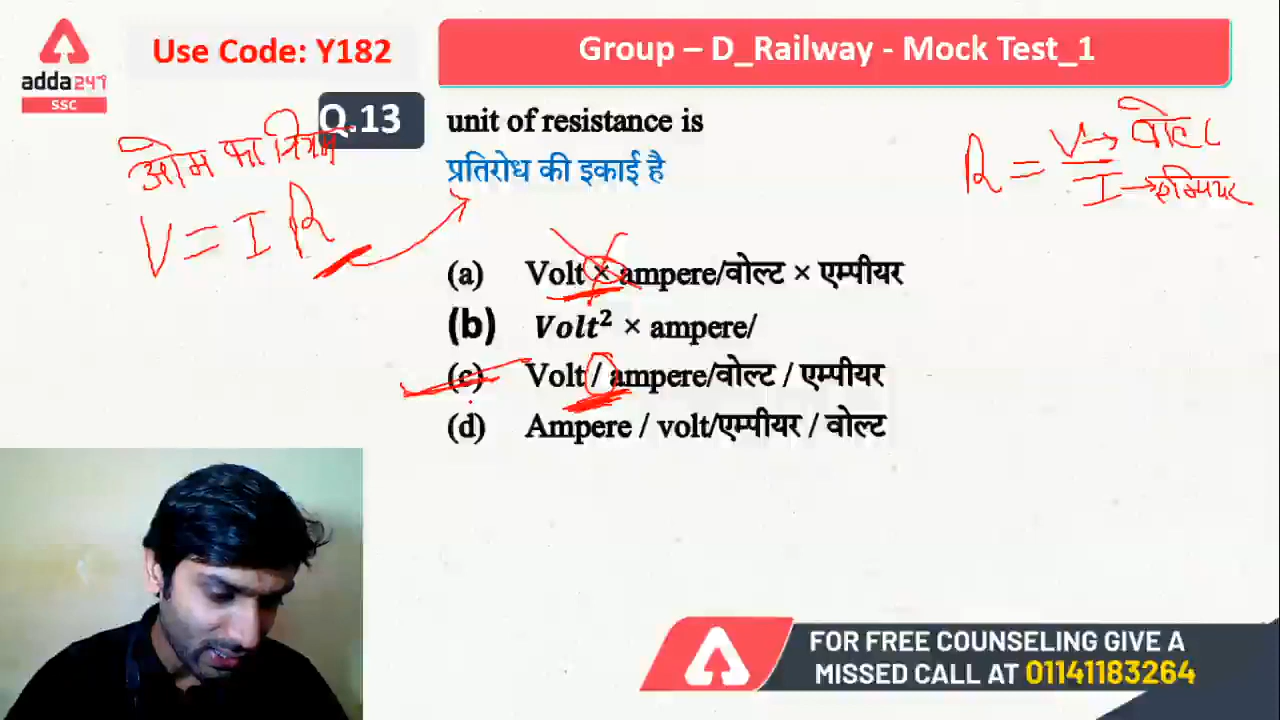 adda247
SSC
Use Code: Y182
Group – D_Railway - Mock Test_1
Q.13
unit of resistance is
प्रतिरोध की इकाई है
ओम का नियम
V = I R
R = V → वोल्ट
I → एम्पियर
(a) Volt × ampere/वोल्ट × एम्पीयर
(b) Volt² × ampere/
(c) Volt / ampere/वोल्ट / एम्पीयर
(d) Ampere / volt/एम्पीयर / वोल्ट
FOR FREE COUNSELING GIVE A
MISSED CALL AT 01141183264